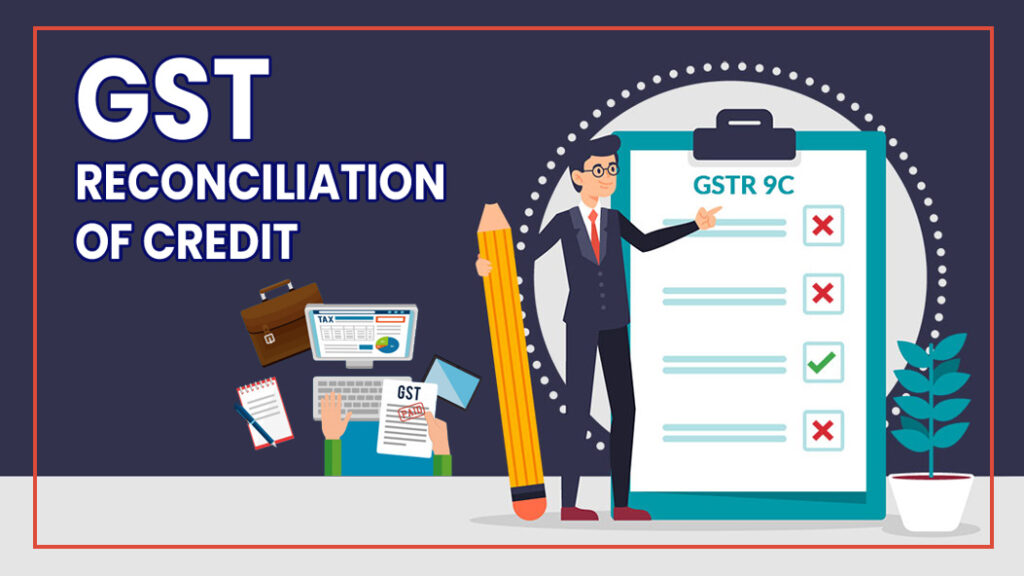 GST
RECONCILIATION
OF CREDIT
GSTR 9C
TAX
GST
PAID